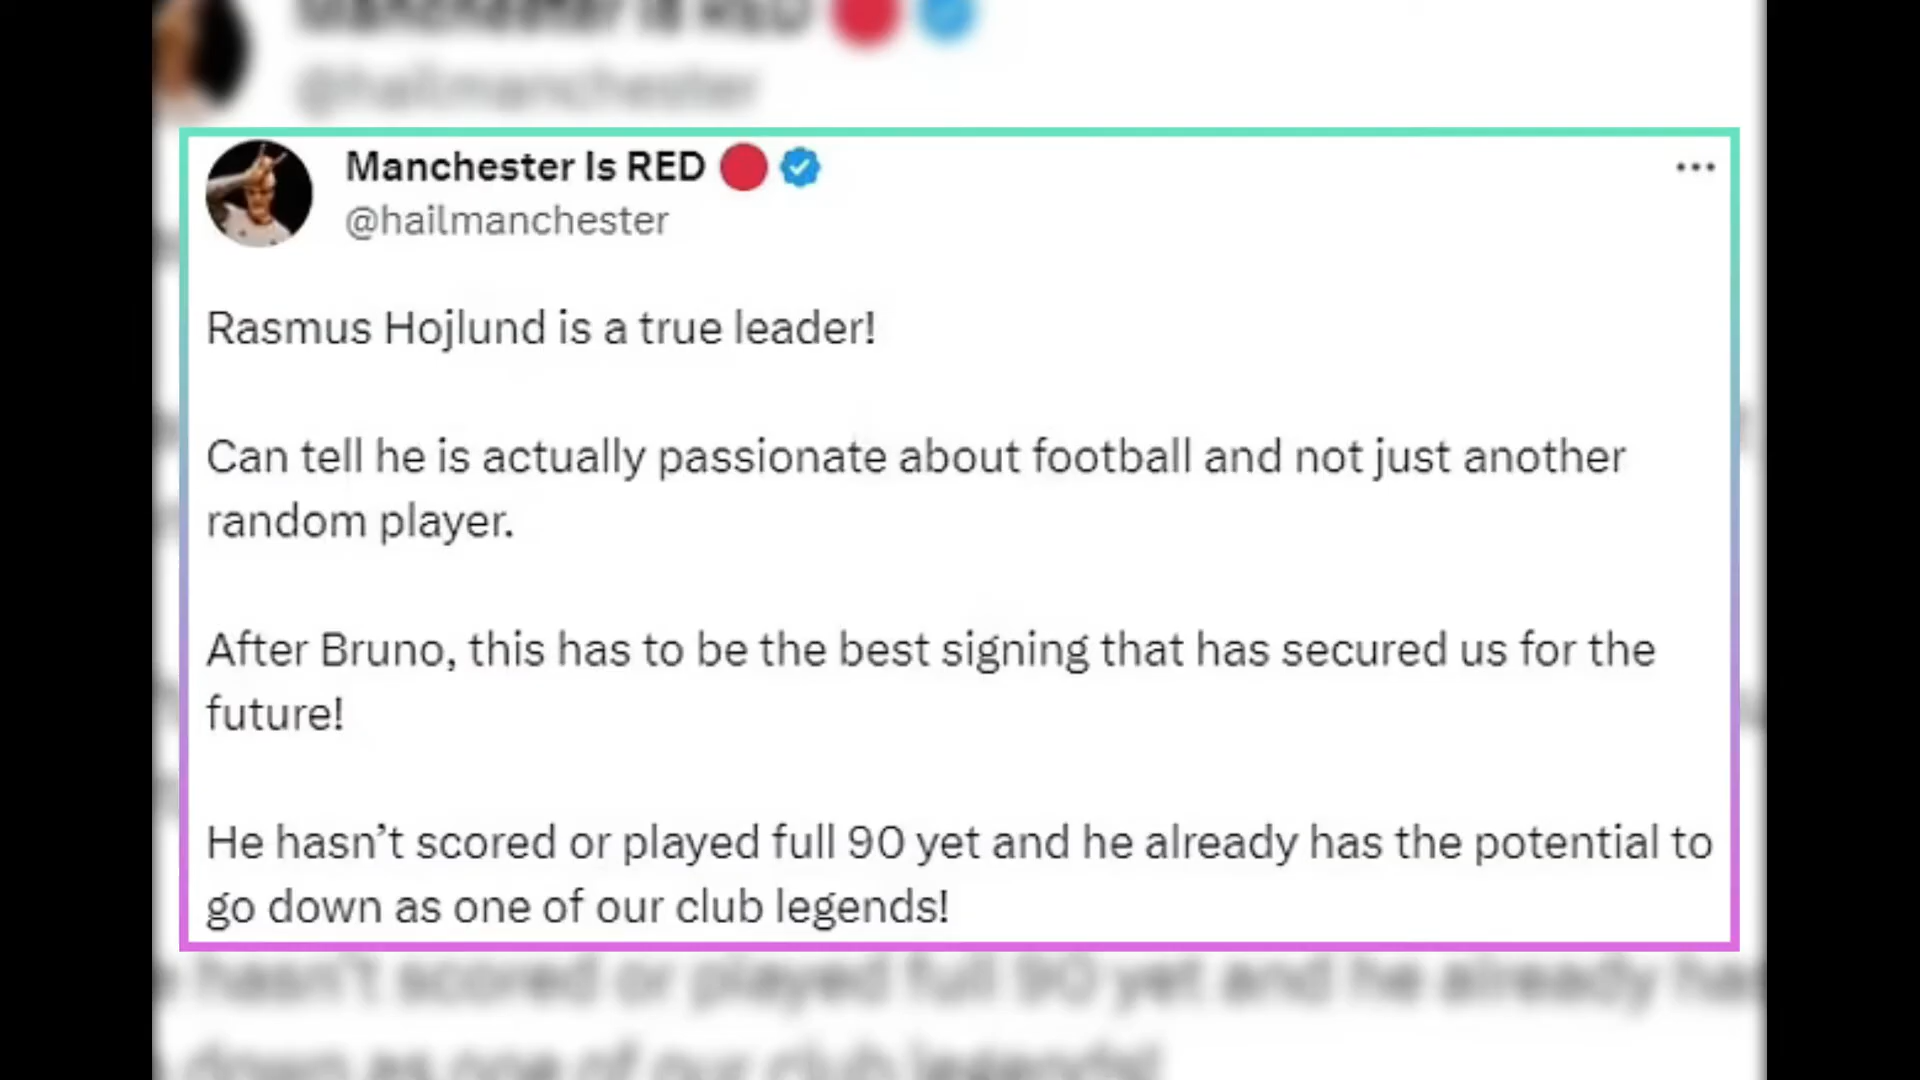 Manchester Is RED
@hailmanchester
Rasmus Hojlund is a true leader!
Can tell he is actually passionate about football and not just another
random player.
After Bruno, this has to be the best signing that has secured us for the
future!
He hasn’t scored or played full 90 yet and he already has the potential to
go down as one of our club legends!